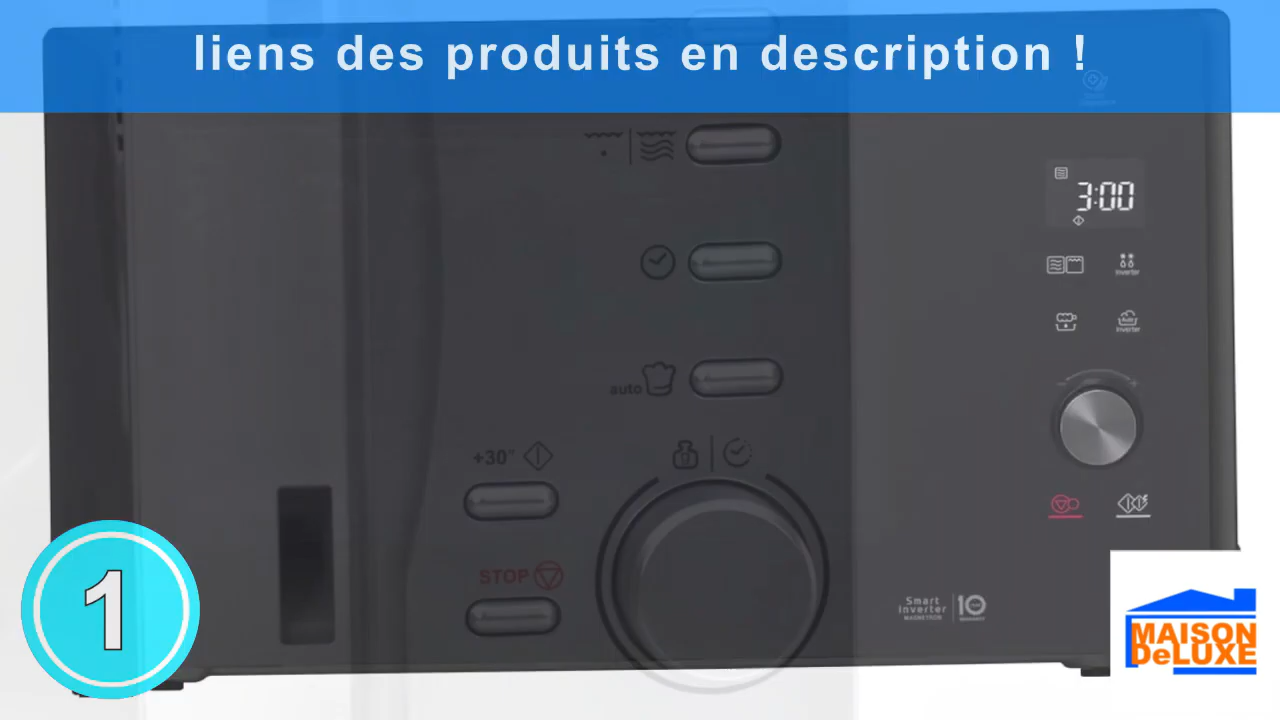 liens des produits en description !
3:00
Inverter
auto
Auto
Inverter
+30"
STOP
Smart
Inverter
MAGNETRON
10
1
MAISON
DeLUXE